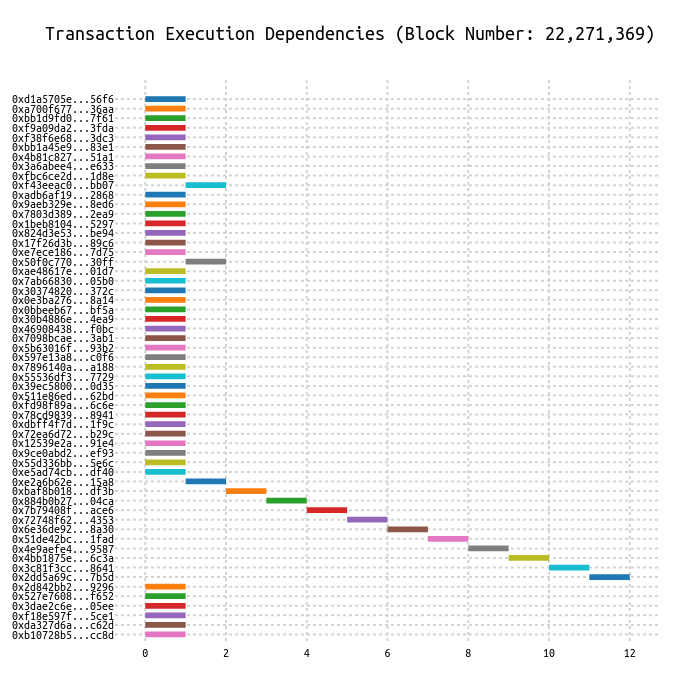 Transaction Execution Dependencies (Block Number: 22,271,369)
0xd1a5705e...56f6
0xa700f677...36aa
0xbb1d9fd0...7f61
0xf9a09da2...3fda
0xf38f6e68...3dc3
0xbb1a45e9...83e1
0x4b81c827...51a1
0x3a6abee4...e633
0xfbc6ce2d...1d8e
0xf43eeac0...bb07
0xadb6af19...2868
0x9aeb329e...8ed6
0x7803d389...2ea9
0x1beb8104...5297
0x824d3e53...be94
0x17f26d3b...89c6
0xe7ece186...7d75
0x50f0c770...30ff
0xae48617e...01d7
0x7ab66830...05b0
0x30374820...372c
0x0e3ba276...8a14
0x0bbeeb67...bf5a
0x30b4886e...4ea9
0x46908438...f0bc
0x7098bcae...3ab1
0x5b63016f...93b2
0x597e13a8...c0f6
0x7896140a...a188
0x55536df3...7729
0x39ec5800...0d35
0x511e86ed...62bd
0xfd98f89a...6c6e
0x78cd9839...8941
0xdbff4f7d...1f9c
0x72ea6d72...b29c
0x12539e2a...91e4
0x9ce0abd2...ef93
0x55d336bb...5e6c
0xe5ad74cb...df40
0xe2a6b62e...15a8
0xbaf8b018...df3b
0x884b0b27...04ca
0x7b79408f...ace6
0x72748f62...4353
0x6e36de92...8a30
0x51de42bc...1fad
0x4e9aefe4...9587
0x4bb1875e...6c3a
0x3c81f3cc...8641
0x2dd5a69c...7b5d
0x2d842bb2...9296
0x527e7608...f652
0x3dae2c6e...05ee
0xf18e597f...5ce1
0xda327d6a...c62d
0xb10728b5...cc8d
0 2 4 6 8 10 12